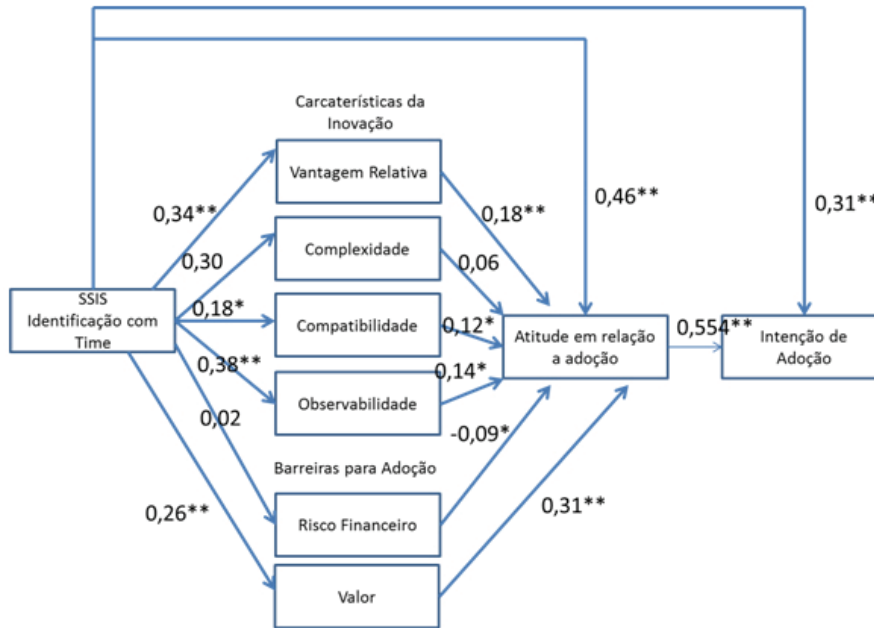 Carcaterísticas da
Inovação
Vantagem Relativa
0,34**
0,18**
0,46**
0,31**
Complexidade
0,30
0,06
SSIS
Identificação com
Time
0,18*
Compatibilidade
0,12*
Atitude em relação
a adoção
0,554**
Intenção de
Adoção
0,38**
Observabilidade
0,14*
0,02
-0,09*
Barreiras para Adoção
0,26**
Risco Financeiro
0,31**
Valor